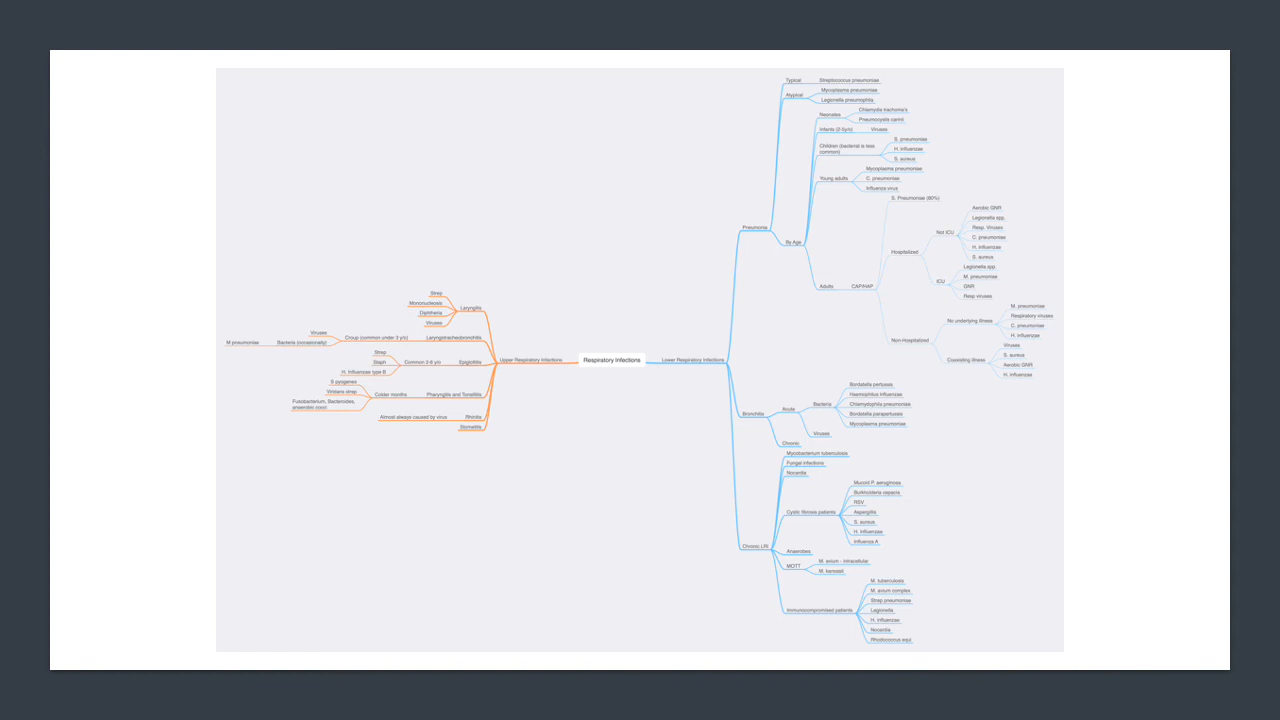 Respiratory Infections
Upper Respiratory Infections
Laryngitis
Strep
Mononucleosis
Diphtheria
Viruses
Laryngotracheobronchitis
Croup (common under 3 y/o)
Viruses
Bacteria (occasionally)
M pneumoniae
Epiglottitis
Common 2-6 y/o
Strep
Staph
H. Influenzae type B
Pharyngitis and Tonsillitis
Colder months
S pyogenes
Viridans strep
Fusobacterium, Bacteroides,
anaerobic cocci
Rhinitis
Almost always caused by virus
Stomatitis
Lower Respiratory Infections
Pneumonia
Typical
Streptococcus pneumoniae
Atypical
Mycoplasma pneumoniae
Legionella pneumophila
By Age
Neonates
Chlamydia trachoma's
Pneumocystis carinii
Infants (2-5y/o)
Viruses
Children (bacterial is less
common)
S. pneumoniae
H. influenzae
S. aureus
Young adults
Mycoplasma pneumoniae
C. pneumoniae
Influenza virus
Adults
CAP/HAP
S. Pneumoniae (80%)
Hospitalized
Not ICU
Aerobic GNR
Legionella spp.
Resp. Viruses
C. pneumoniae
H. influenzae
S. aureus
ICU
Legionella spp.
M. pneumoniae
GNR
Resp viruses
Non-Hospitalized
No underlying illness
M. pneumoniae
Respiratory viruses
C. pneumoniae
H. influenzae
Coexisting illness
Viruses
S. aureus
Aerobic GNR
H. influenzae
Bronchitis
Acute
Bacteria
Bordatella pertussis
Haemophilus influenzae
Chlamydophila pneumoniae
Bordatella parapertussis
Mycoplasma pneumoniae
Viruses
Chronic
Chronic LRI
Mycobacterium tuberculosis
Fungal infections
Nocardia
Cystic fibrosis patients
Mucoid P. aeruginosa
Burkholderia cepacia
RSV
Aspergillis
S. aureus
H. Influenzae
Influenza A
Anaerobes
MOTT
M. avium - intracellular
M. kansasii
Immunocompromised patients
M. tuberculosis
M. avium complex
Strep pneumoniae
Legionella
H. influenzae
Nocardia
Rhodococcus equi